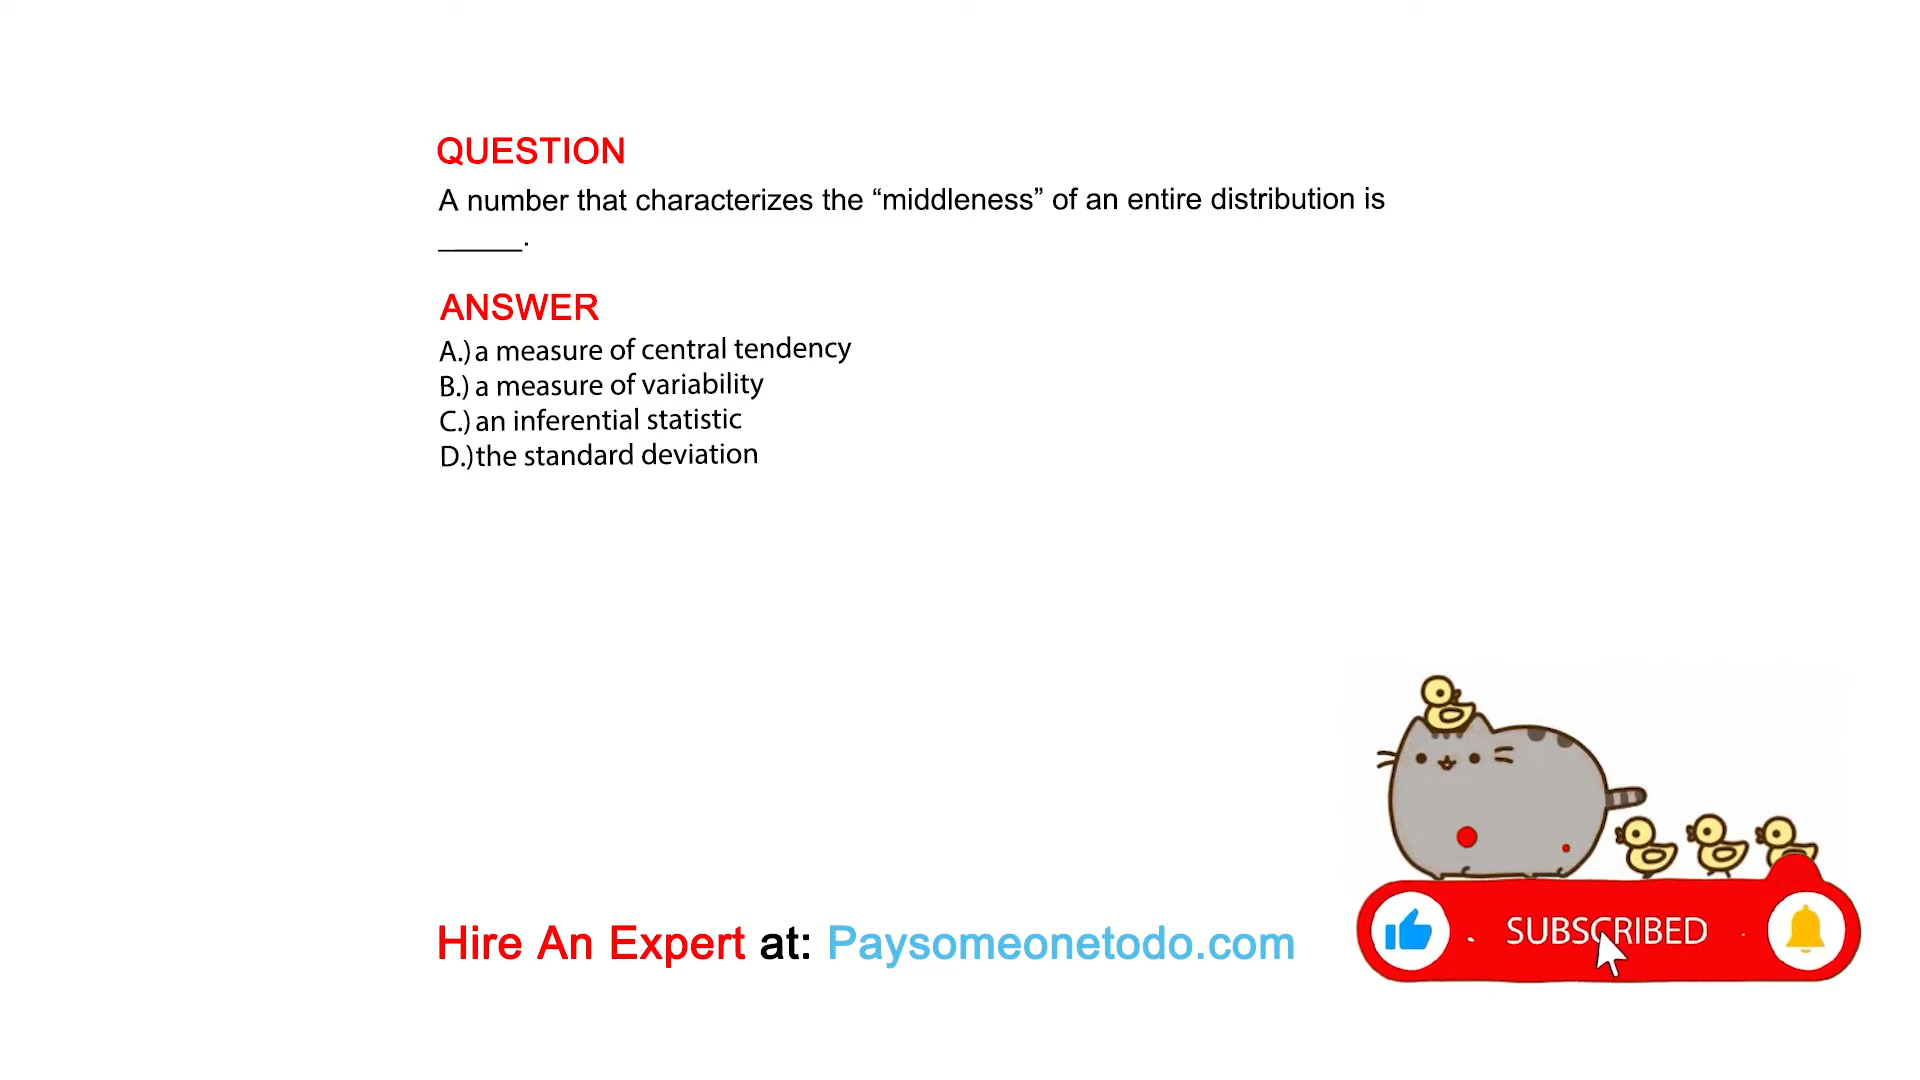 QUESTION
A number that characterizes the “middleness” of an entire distribution is
_____.
ANSWER
A.) a measure of central tendency
B.) a measure of variability
C.) an inferential statistic
D.) the standard deviation
Hire An Expert at: Paysomeonetodo.com
SUBSCRIBED